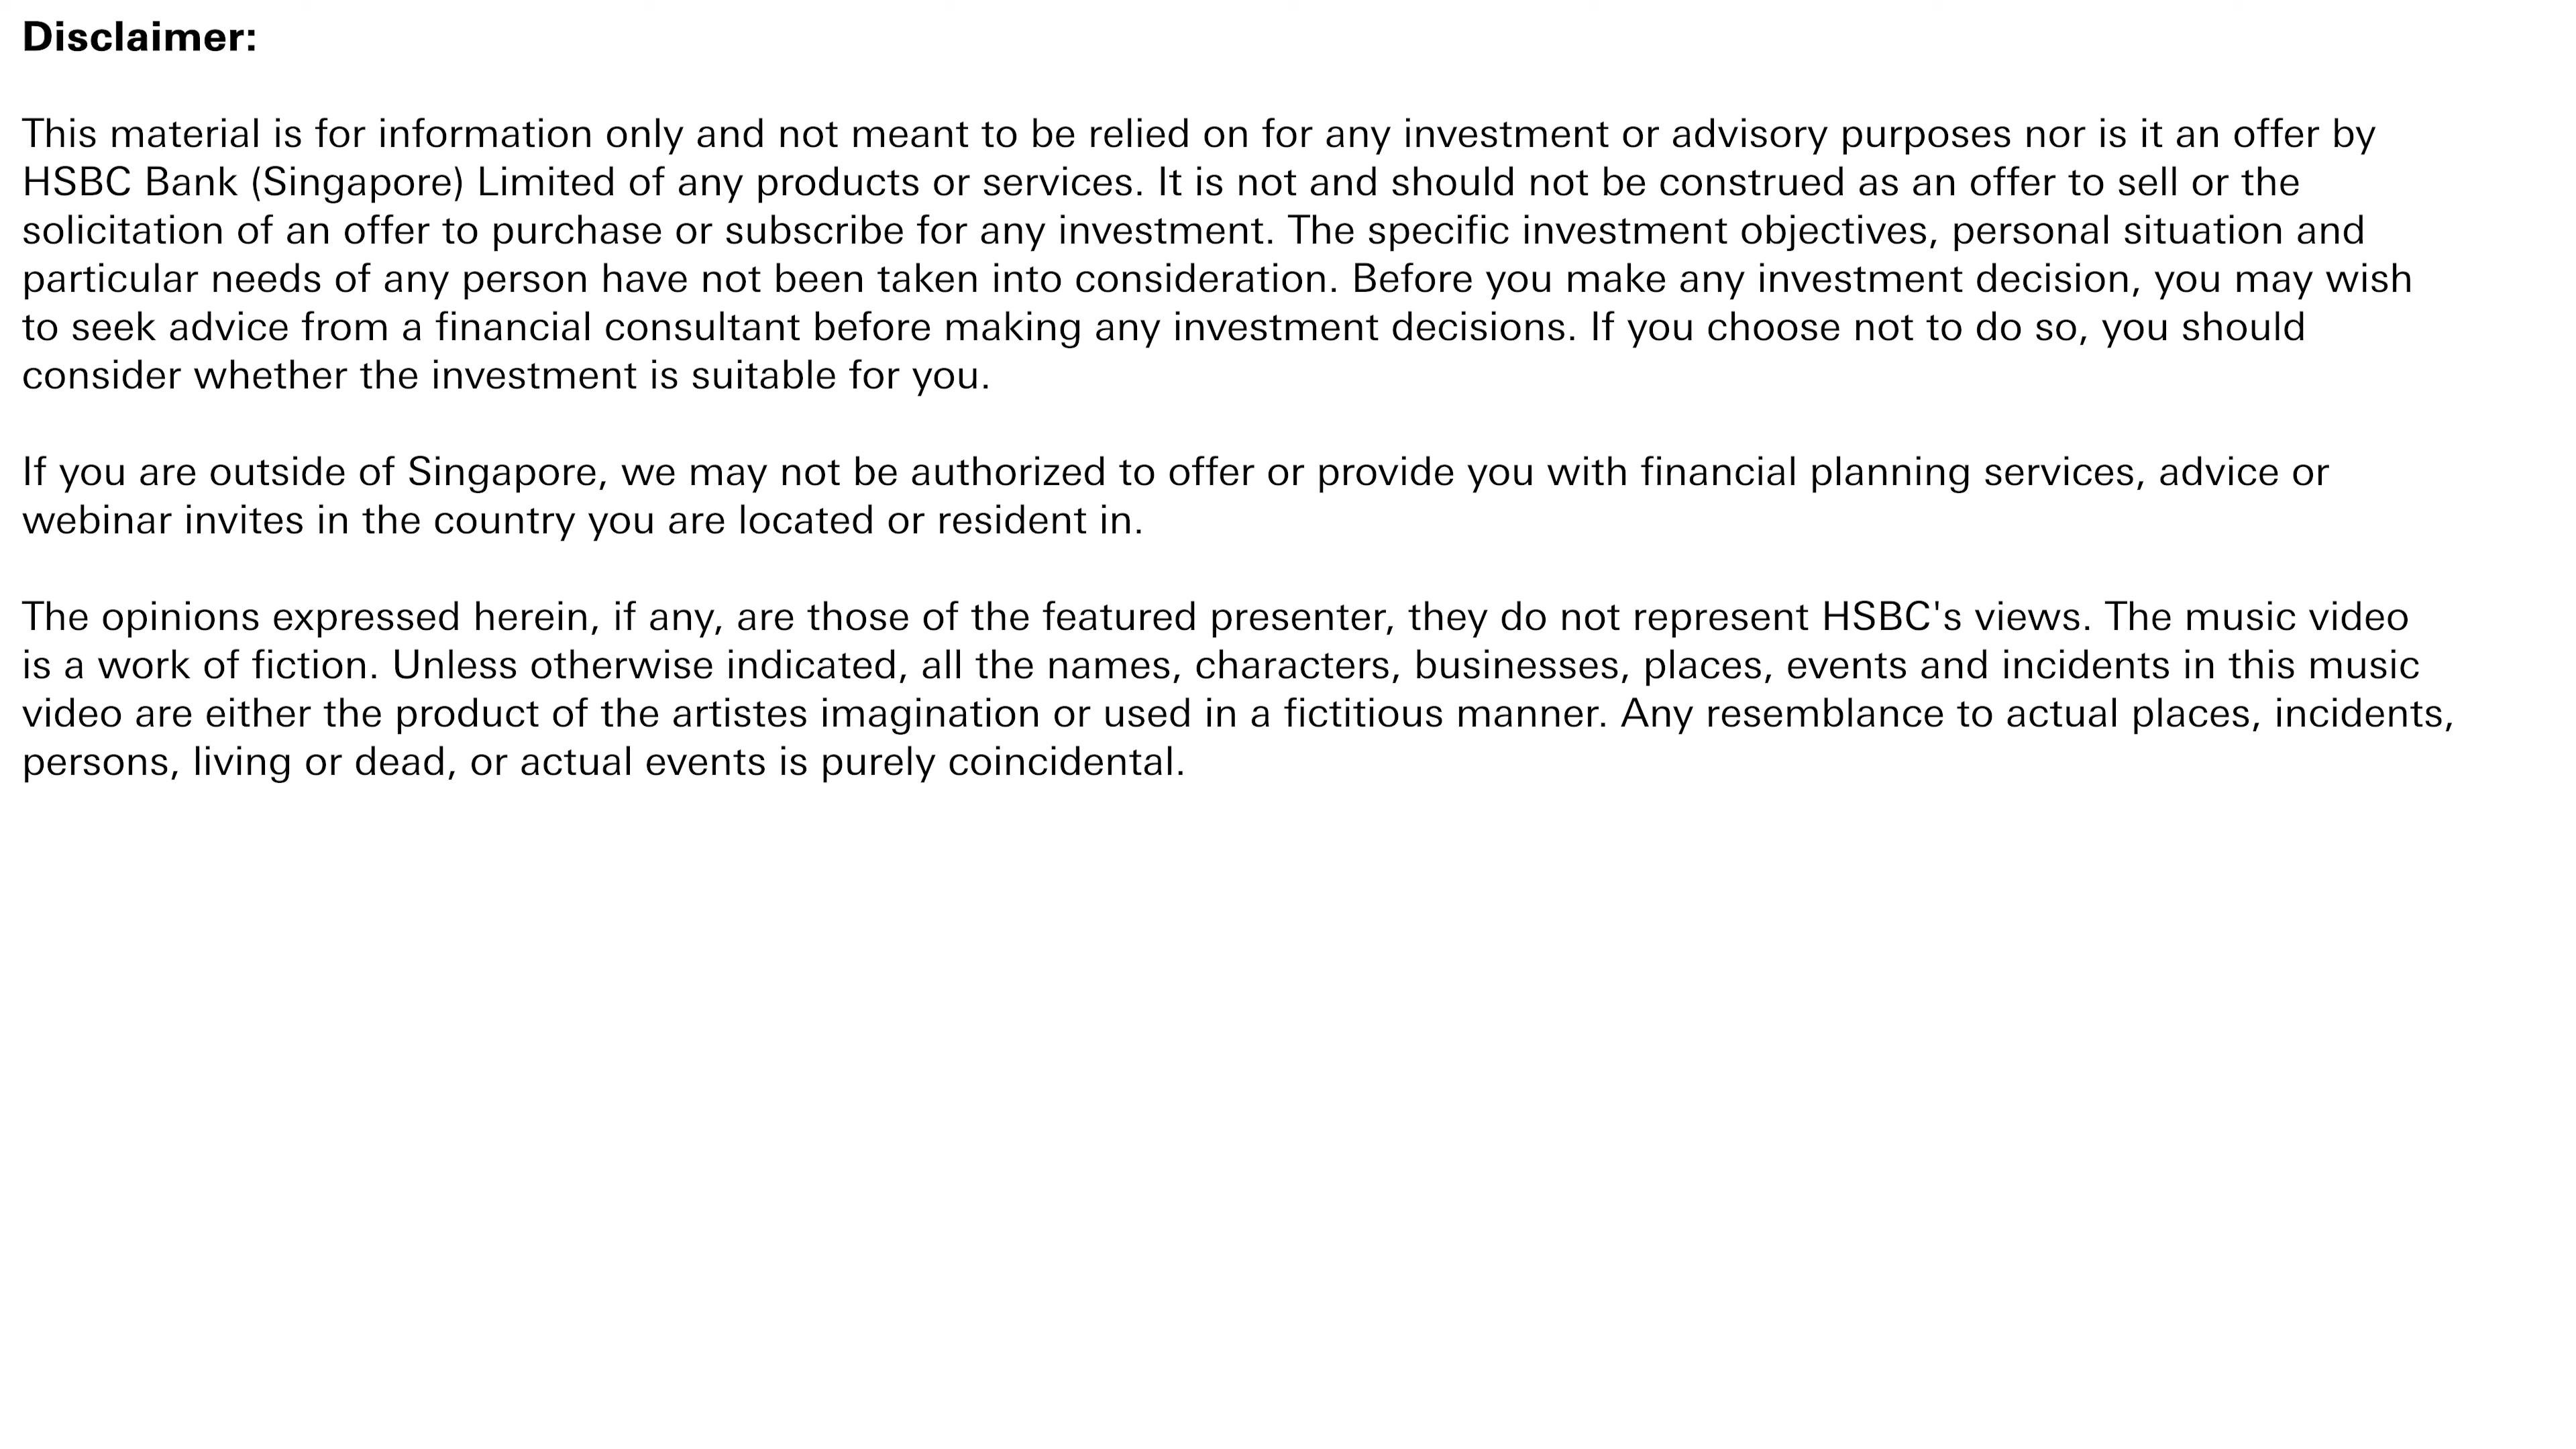 Disclaimer:
This material is for information only and not meant to be relied on for any investment or advisory purposes nor is it an offer by
HSBC Bank (Singapore) Limited of any products or services. It is not and should not be construed as an offer to sell or the
solicitation of an offer to purchase or subscribe for any investment. The specific investment objectives, personal situation and
particular needs of any person have not been taken into consideration. Before you make any investment decision, you may wish
to seek advice from a financial consultant before making any investment decisions. If you choose not to do so, you should
consider whether the investment is suitable for you.
If you are outside of Singapore, we may not be authorized to offer or provide you with financial planning services, advice or
webinar invites in the country you are located or resident in.
The opinions expressed herein, if any, are those of the featured presenter, they do not represent HSBC's views. The music video
is a work of fiction. Unless otherwise indicated, all the names, characters, businesses, places, events and incidents in this music
video are either the product of the artistes imagination or used in a fictitious manner. Any resemblance to actual places, incidents,
persons, living or dead, or actual events is purely coincidental.